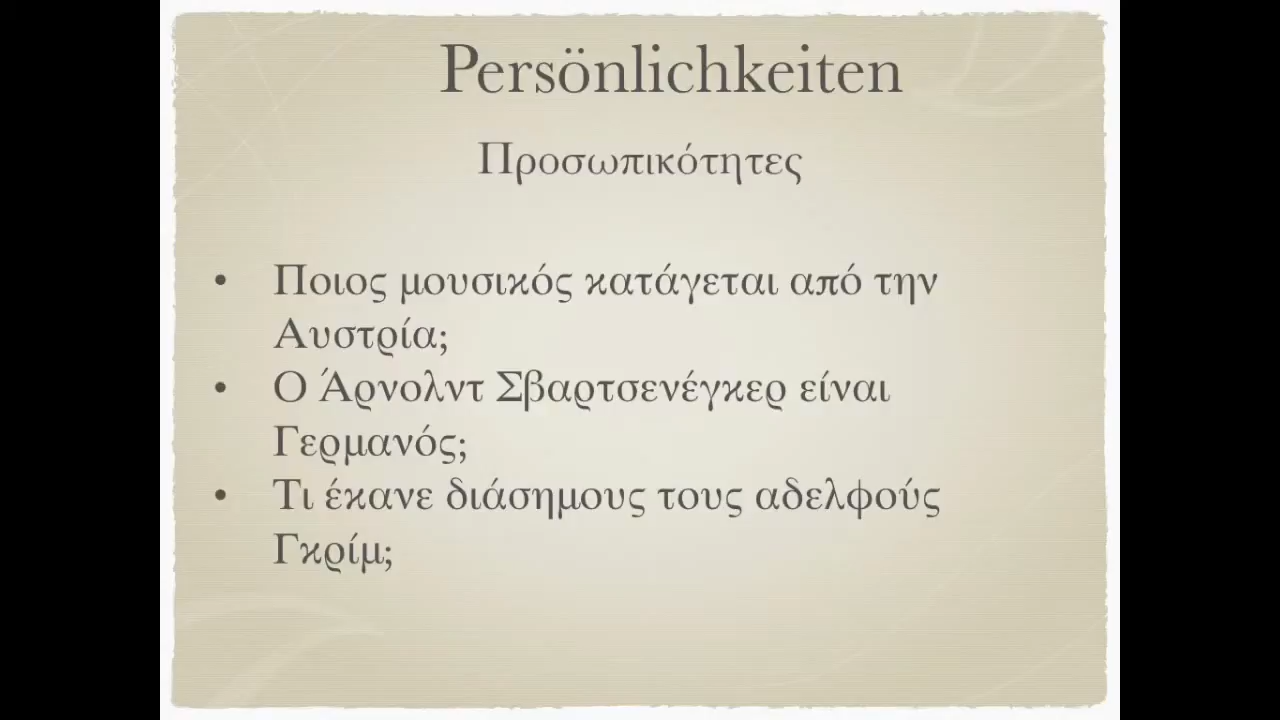 Persönlichkeiten
Προσωπικότητες
• Ποιος μουσικός κατάγεται από την
Αυστρία;
• Ο Άρνολντ Σβαρτσενέγκερ είναι
Γερμανός;
• Τι έκανε διάσημους τους αδελφούς
Γκρίμ;